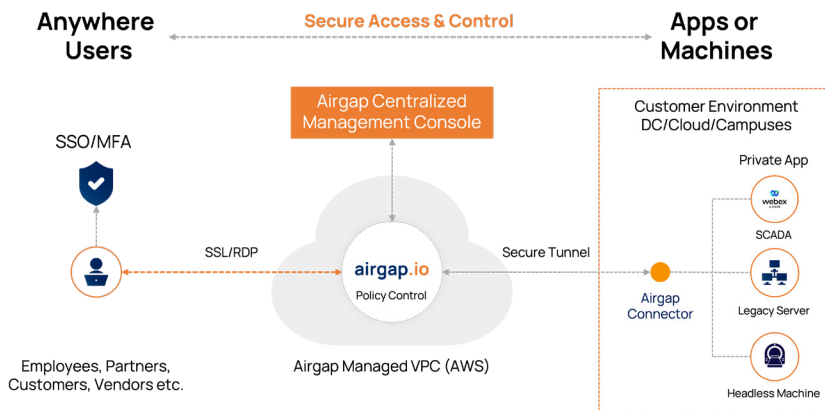 Anywhere
Users
Secure Access & Control
Apps or
Machines
Airgap Centralized
Management Console
Customer Environment
DC/Cloud/Campuses
SSO/MFA
Private App
webex
SCADA
SSL/RDP
Secure Tunnel
airgap.io
Policy Control
Airgap
Connector
Legacy Server
Employees, Partners,
Customers, Vendors etc.
Airgap Managed VPC (AWS)
Headless Machine